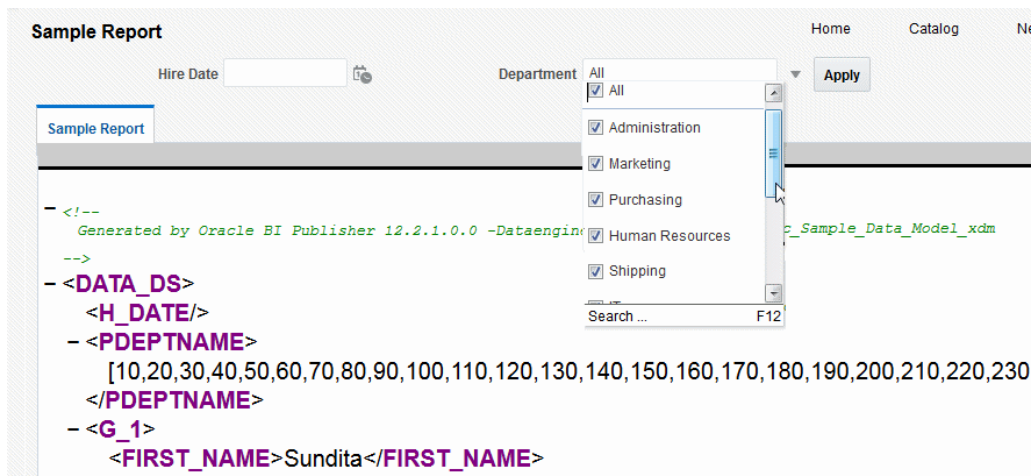 Sample Report
Home Catalog
Hire Date
Department All
Apply
All
Administration
Marketing
Purchasing
Human Resources
Shipping
Search ... F12
Sample Report
− <!--
Generated by Oracle BI Publisher 12.2.1.0.0 -Dataengin c_Sample_Data_Model_xdm
-->
− <DATA_DS>
<H_DATE/>
− <PDEPTNAME>
[10,20,30,40,50,60,70,80,90,100,110,120,130,140,150,160,170,180,190,200,210,220,230
</PDEPTNAME>
− <G_1>
<FIRST_NAME>Sundita</FIRST_NAME>